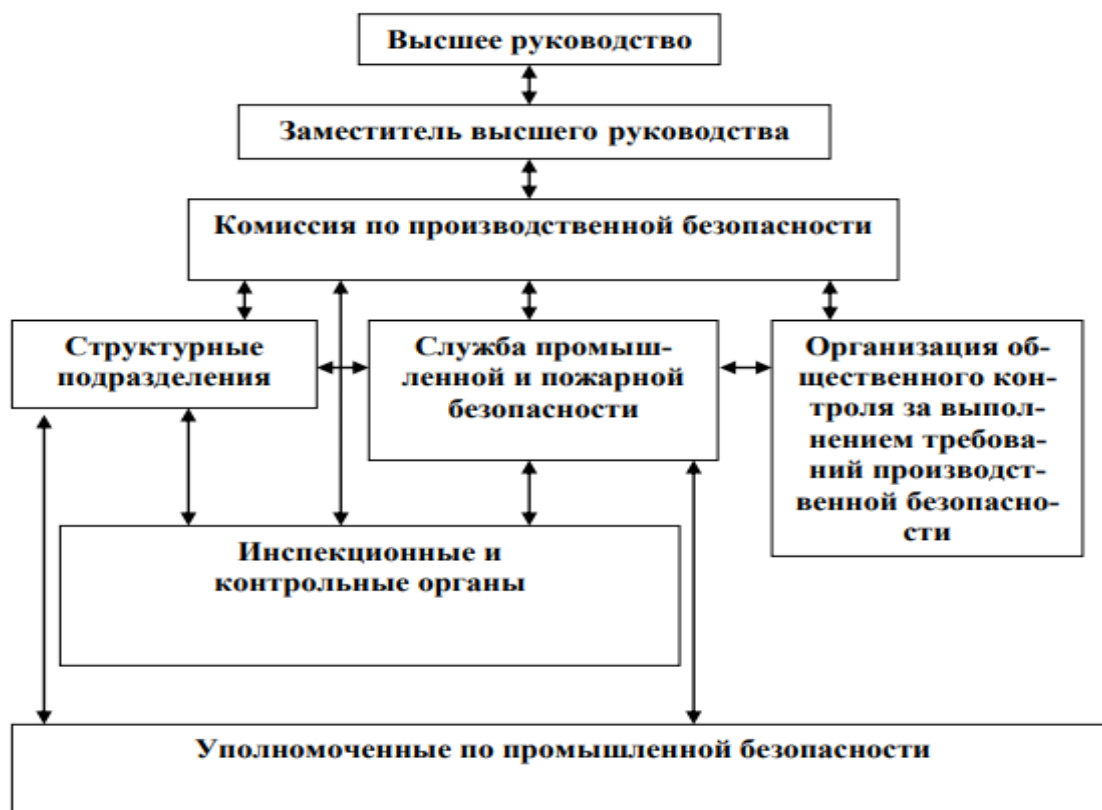 Высшее руководство
Заместитель высшего руководства
Комиссия по производственной безопасности
Структурные
подразделения
Служба промыш-
ленной и пожарной
безопасности
Организация об-
щественного кон-
троля за выпол-
нением требова-
ний производст-
венной безопасно-
сти
Инспекционные и
контрольные органы
Уполномоченные по промышленной безопасности